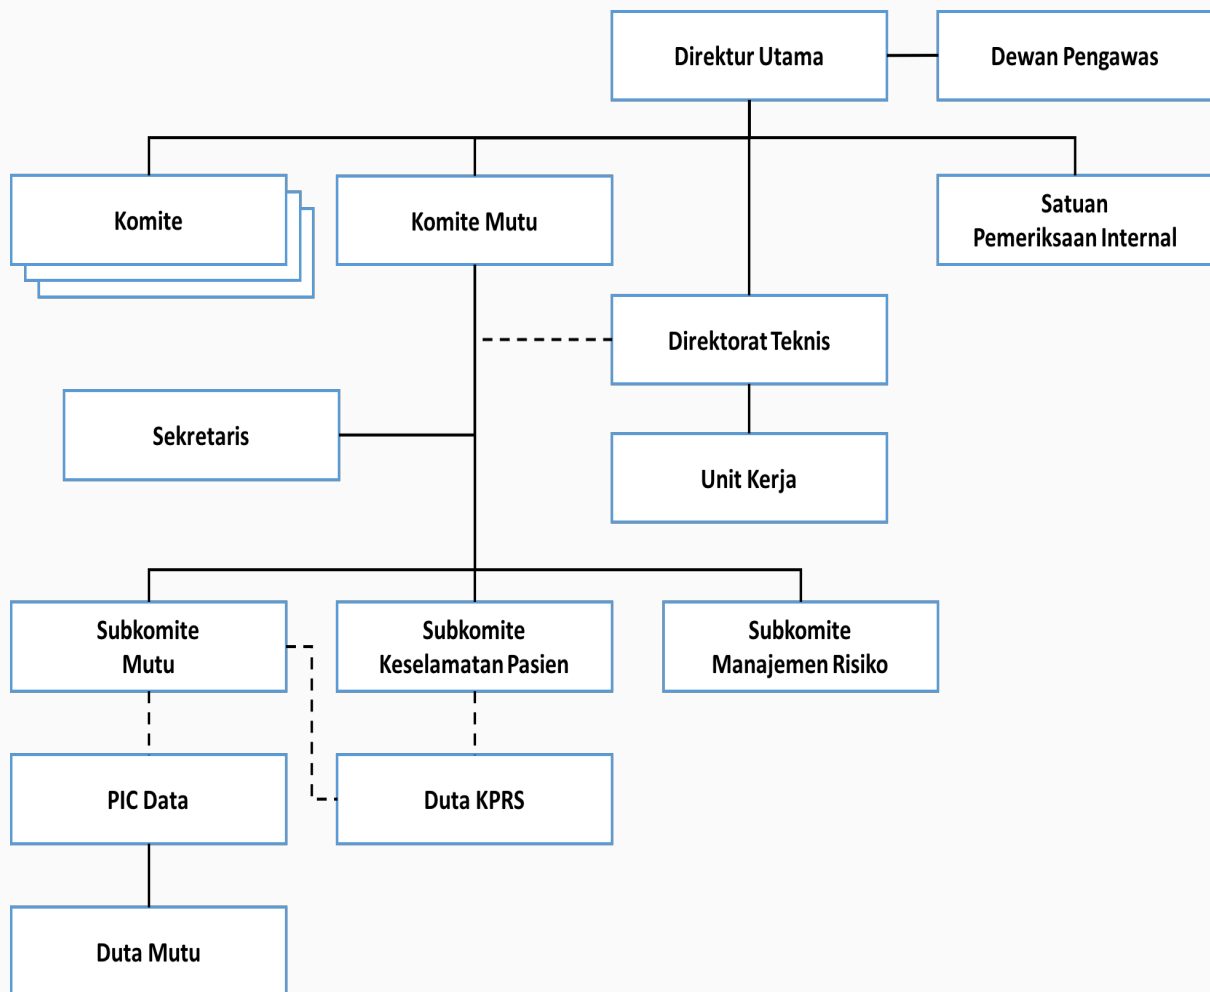 Direktur Utama
Dewan Pengawas
Komite
Komite Mutu
Satuan
Pemeriksaan Internal
Direktorat Teknis
Sekretaris
Unit Kerja
Subkomite
Mutu
Subkomite
Keselamatan Pasien
Subkomite
Manajemen Risiko
PIC Data
Duta KPRS
Duta Mutu